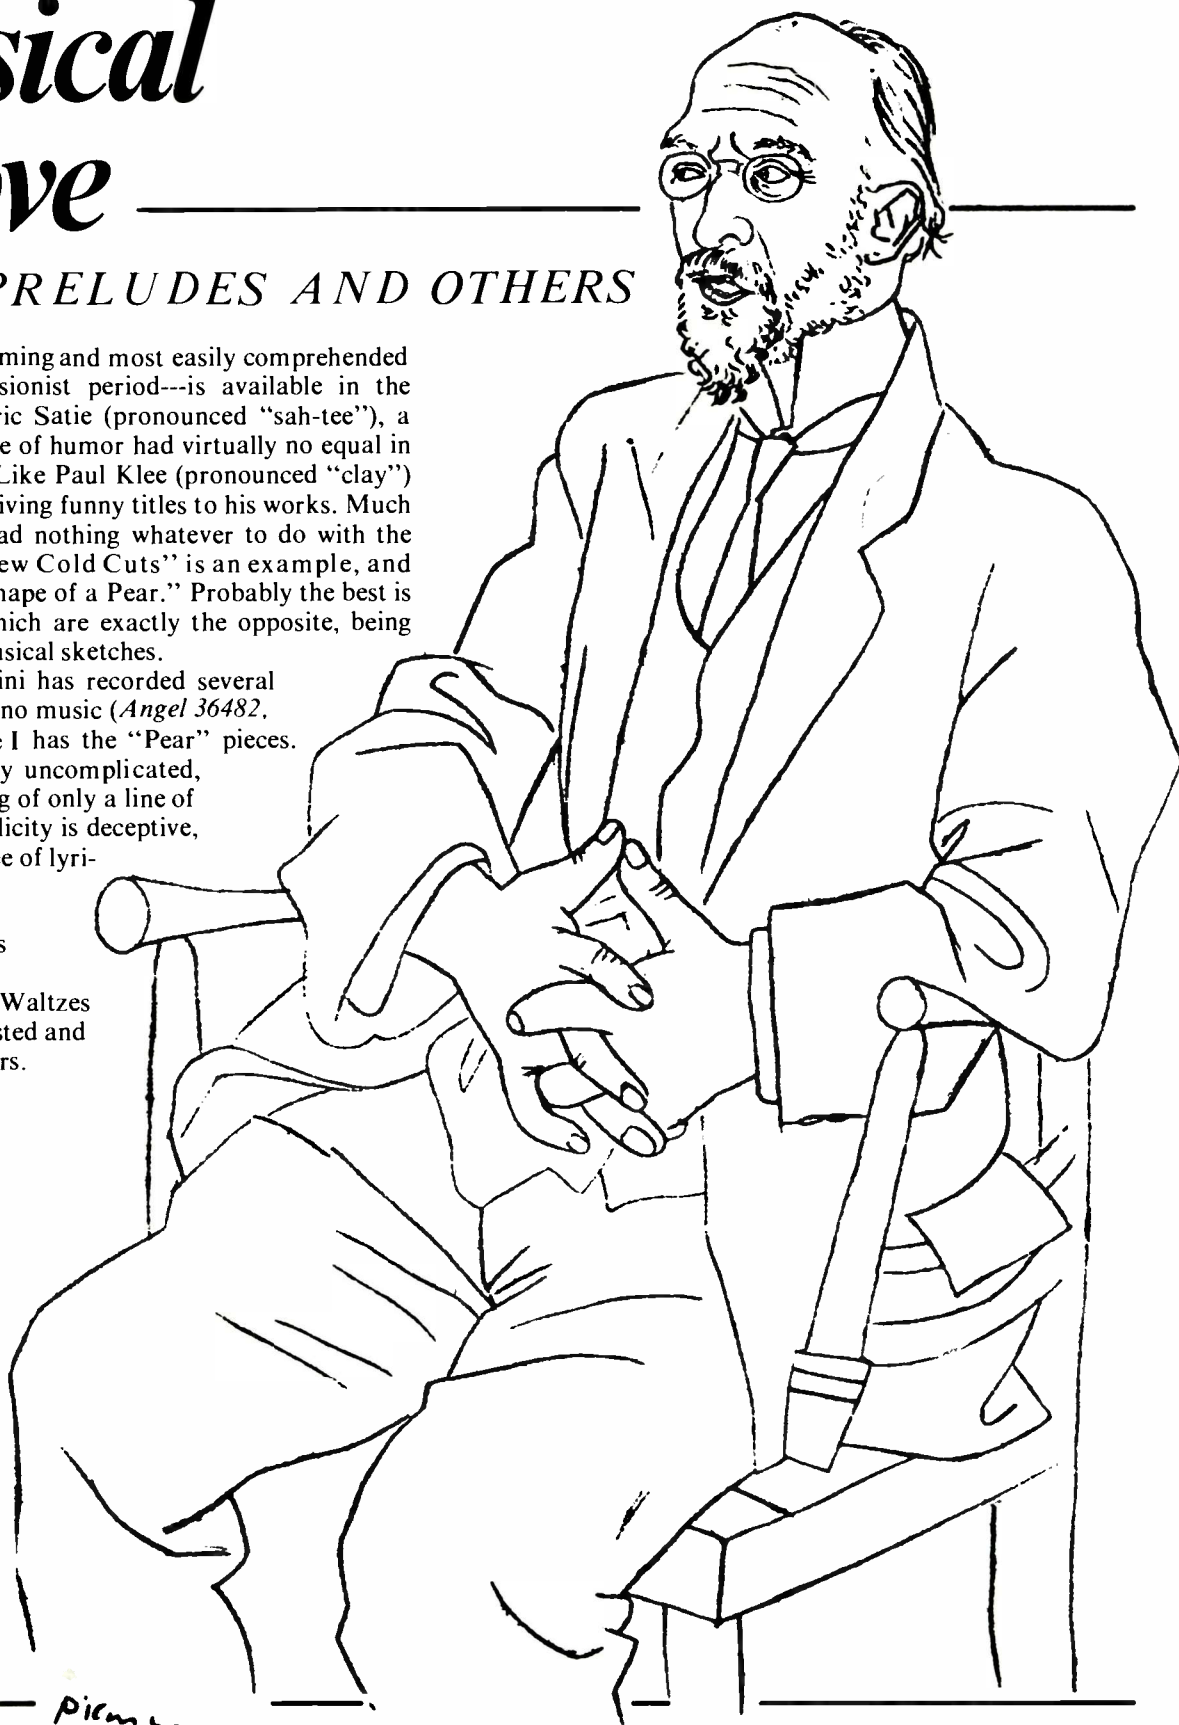 sical
ove
PRELUDES AND OTHERS
ming and most easily comprehended
sionist period---is available in the
ric Satie (pronounced “sah-tee”), a
e of humor had virtually no equal in
Like Paul Klee (pronounced “clay”)
iving funny titles to his works. Much
ad nothing whatever to do with the
ew Cold Cuts” is an example, and
hape of a Pear.” Probably the best is
hich are exactly the opposite, being
usical sketches.
ini has recorded several
no music (Angel 36482,
e I has the “Pear” pieces.
y uncomplicated,
g of only a line of
licity is deceptive,
e of lyri-
s
Waltzes
sted and
rs.